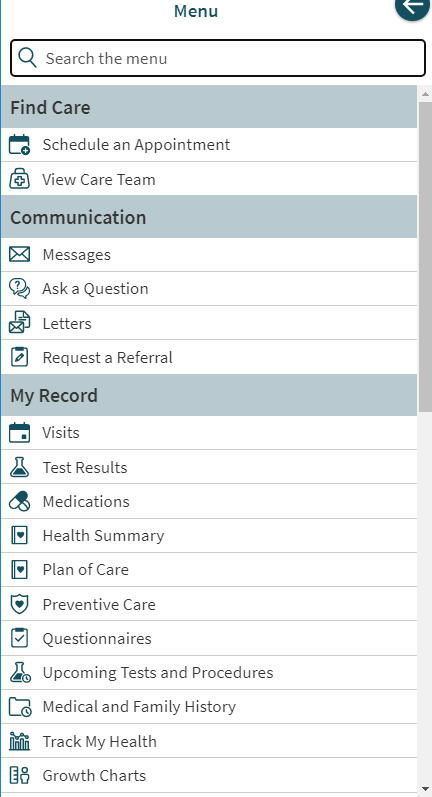 Menu
Search the menu
Find Care
Schedule an Appointment
View Care Team
Communication
Messages
Ask a Question
Letters
Request a Referral
My Record
Visits
Test Results
Medications
Health Summary
Plan of Care
Preventive Care
Questionnaires
Upcoming Tests and Procedures
Medical and Family History
Track My Health
Growth Charts